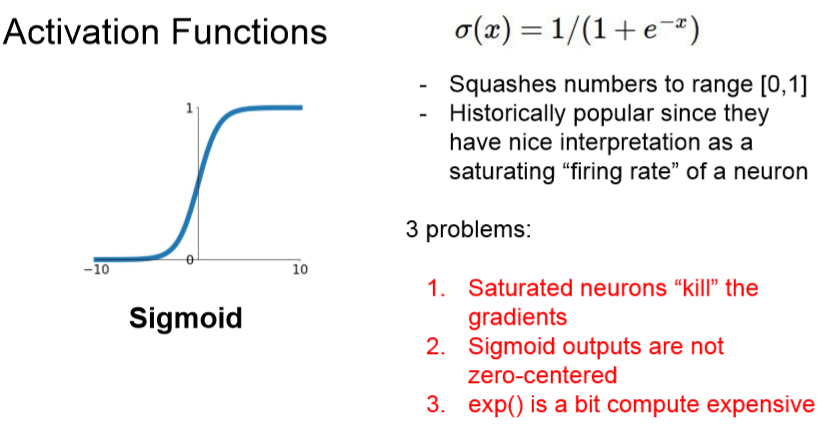 Activation Functions
1
0
−10
10
Sigmoid
σ(x) = 1/(1 + e⁻ˣ)
- Squashes numbers to range [0,1]
- Historically popular since they
have nice interpretation as a
saturating “firing rate” of a neuron
3 problems:
1. Saturated neurons “kill” the
gradients
2. Sigmoid outputs are not
zero-centered
3. exp() is a bit compute expensive